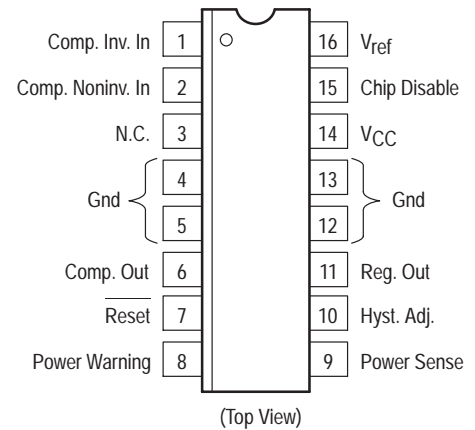 Comp. Inv. In 1 16 Vref
Comp. Noninv. In 2 15 Chip Disable
N.C. 3 14 VCC
4 13
Gnd Gnd
5 12
Comp. Out 6 11 Reg. Out
Reset 7 10 Hyst. Adj.
Power Warning 8 9 Power Sense
(Top View)